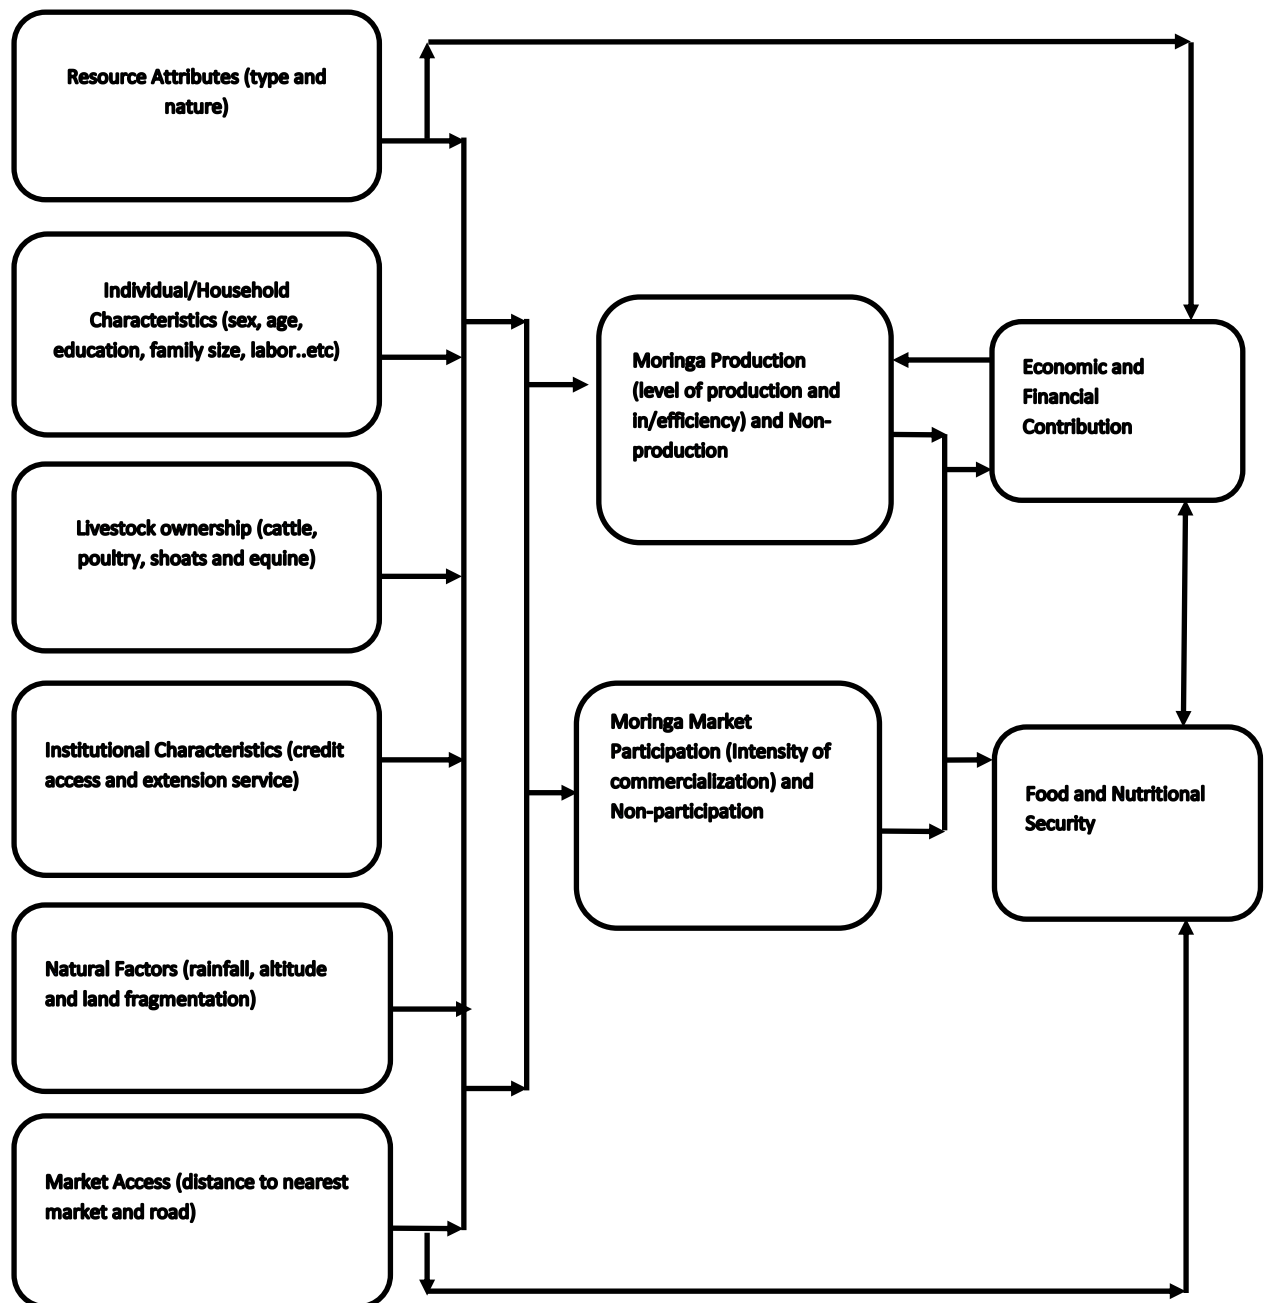 Resource Attributes (type and
nature)
Individual/Household
Characteristics (sex, age,
education, family size, labor..etc)
Livestock ownership (cattle,
poultry, shoats and equine)
Institutional Characteristics (credit
access and extension service)
Natural Factors (rainfall, altitude
and land fragmentation)
Market Access (distance to nearest
market and road)
Moringa Production
(level of production and
in/efficiency) and Non-
production
Moringa Market
Participation (Intensity of
commercialization) and
Non-participation
Economic and
Financial
Contribution
Food and Nutritional
Security